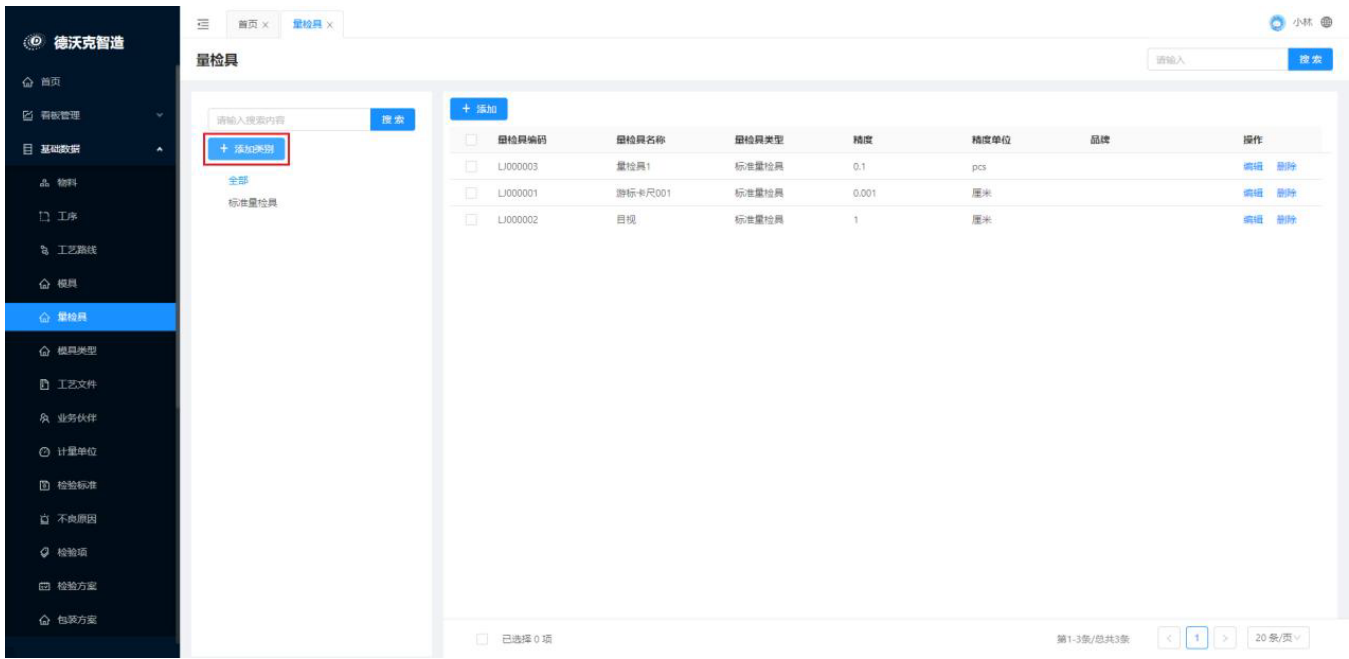 德沃克智造
首页
看板管理
基础数据
物料
工序
工艺路线
模具
量检具
模具类型
工艺文件
业务伙伴
计量单位
检验标准
不良原因
检验项
检验方案
包装方案
首页 × 量检具 ×
小林
量检具
请输入 搜索
请输入搜索内容 搜索
+ 添加类别
全部
标准量检具
+ 添加
量检具编码 量检具名称 量检具类型 精度 精度单位 品牌 操作
LJ000003 量检具1 标准量检具 0.1 pcs 编辑 删除
LJ000001 游标卡尺001 标准量检具 0.001 厘米 编辑 删除
LJ000002 目视 标准量检具 1 厘米 编辑 删除
已选择 0 项 第1-3条/总共3条 < 1 > 20 条/页